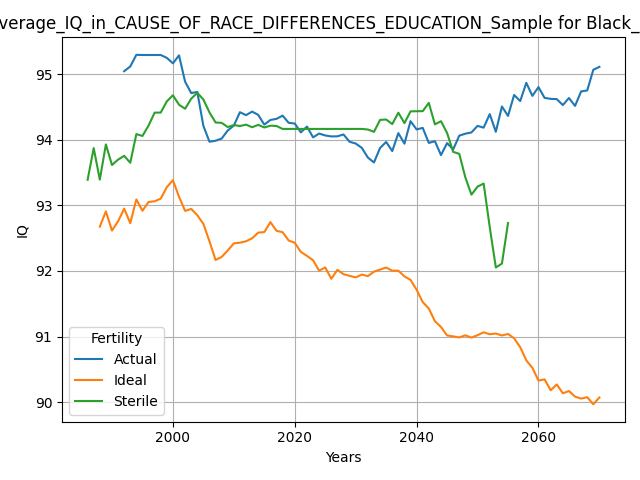 verage_IQ_in_CAUSE_OF_RACE_DIFFERENCES_EDUCATION_Sample for Black_
95
94
93
92
91
90
IQ
Fertility
Actual
Ideal
Sterile
2000
2020
2040
2060
Years